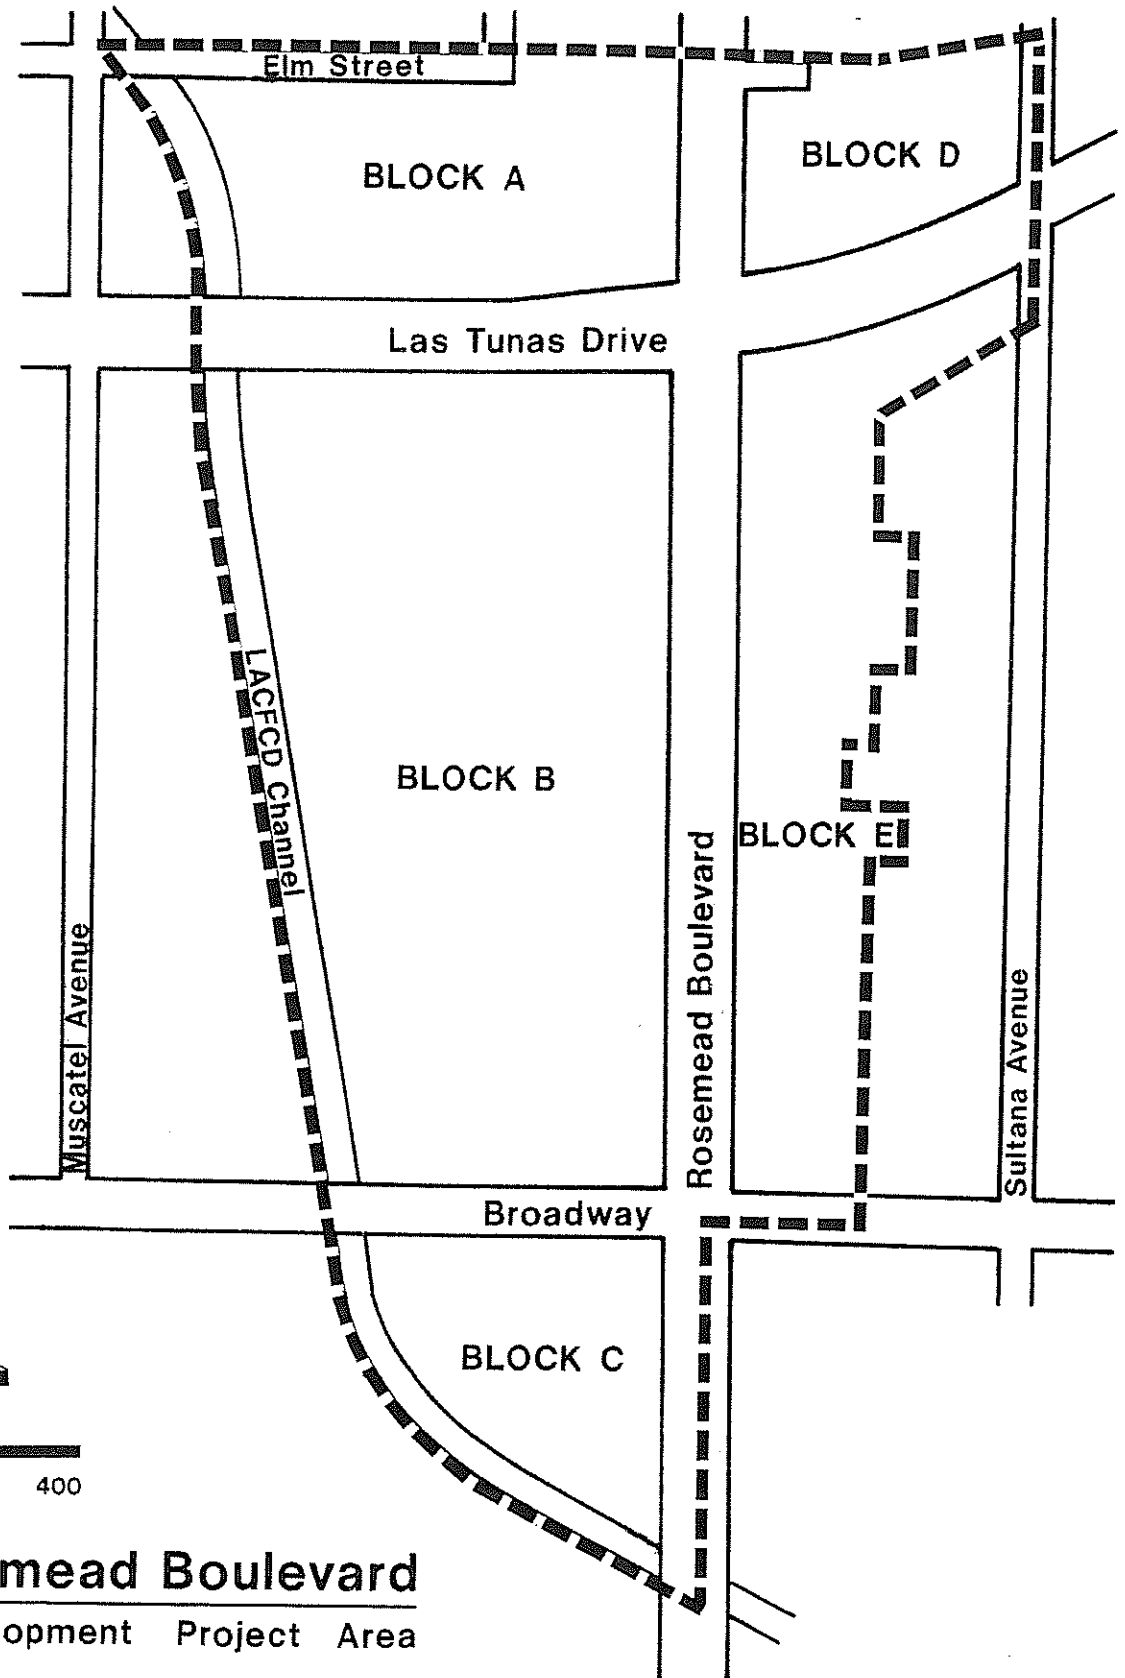 Elm Street
BLOCK A
BLOCK D
Las Tunas Drive
LACFCD Channel
BLOCK B
BLOCK E
Rosemead Boulevard
Muscatel Avenue
Sultana Avenue
Broadway
BLOCK C
400
mead Boulevard
opment Project Area